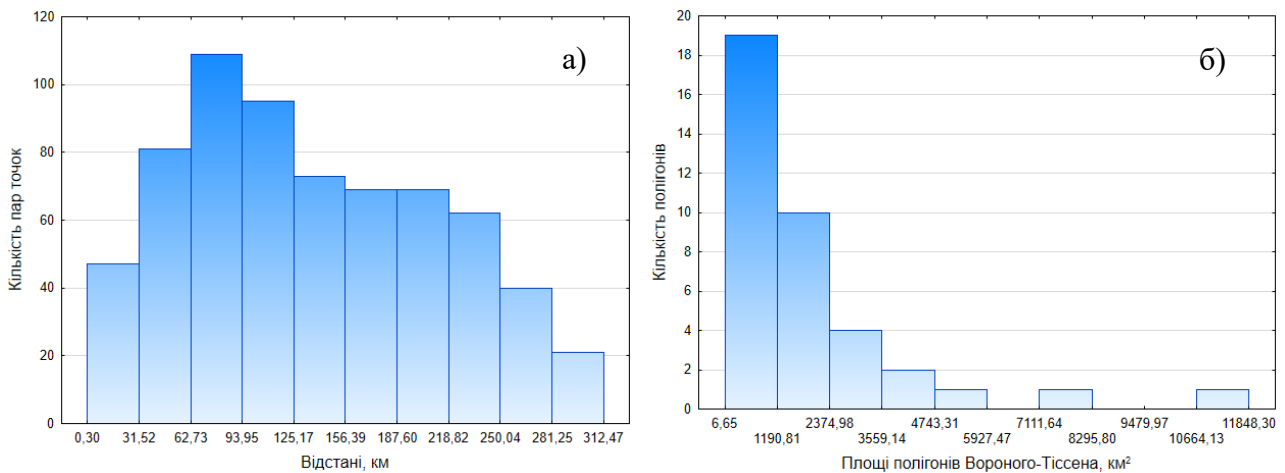 а)
Кількість пар точок
120
100
80
60
40
20
0
0,30 31,52 62,73 93,95 125,17 156,39 187,60 218,82 250,04 281,25 312,47
Відстані, км
б)
Кількість полігонів
20
18
16
14
12
10
8
6
4
2
0
6,65 2374,98 4743,31 7111,64 9479,97 11848,30
1190,81 3559,14 5927,47 8295,80 10664,13
Площі полігонів Вороного-Тіссена, км²